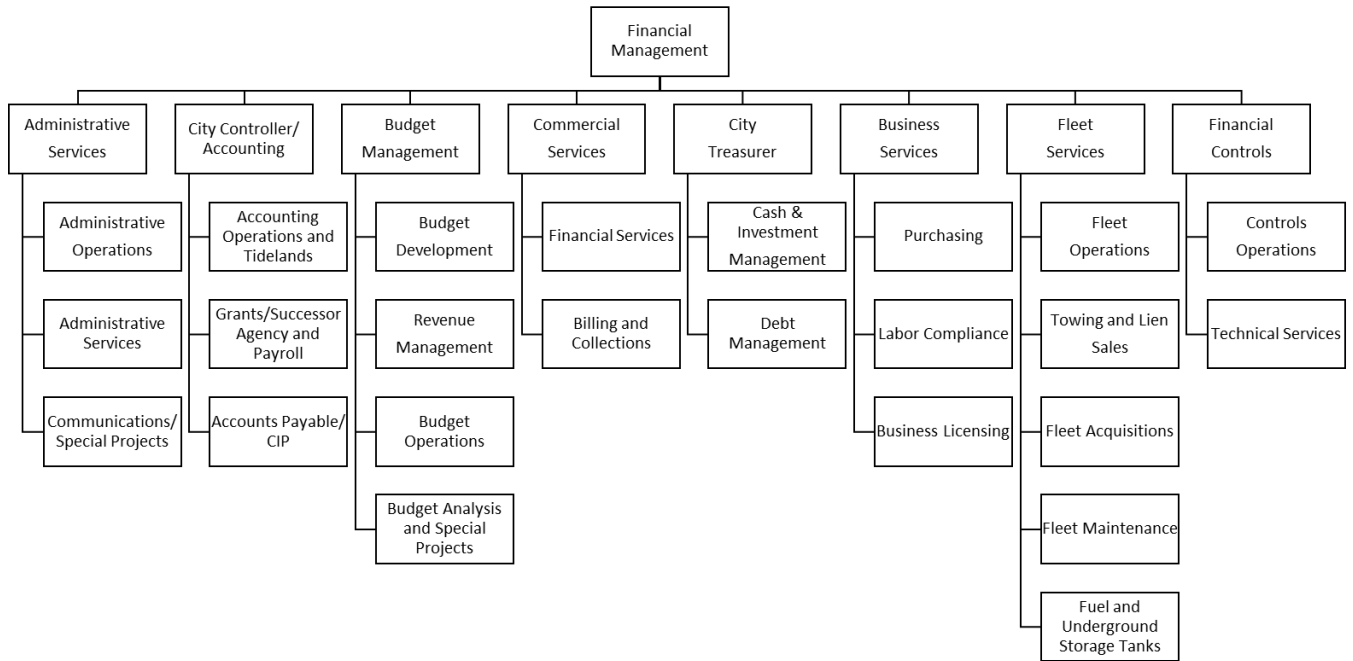 Financial
Management
Administrative
Services
City Controller/
Accounting
Budget
Management
Commercial
Services
City
Treasurer
Business
Services
Fleet
Services
Financial
Controls
Administrative
Operations
Administrative
Services
Communications/
Special Projects
Accounting
Operations and
Tidelands
Grants/Successor
Agency and
Payroll
Accounts Payable/
CIP
Budget
Development
Revenue
Management
Budget
Operations
Budget Analysis
and Special
Projects
Financial Services
Billing and
Collections
Cash &
Investment
Management
Debt
Management
Purchasing
Labor Compliance
Business Licensing
Fleet
Operations
Towing and Lien
Sales
Fleet Acquisitions
Fleet Maintenance
Fuel and
Underground
Storage Tanks
Controls
Operations
Technical Services